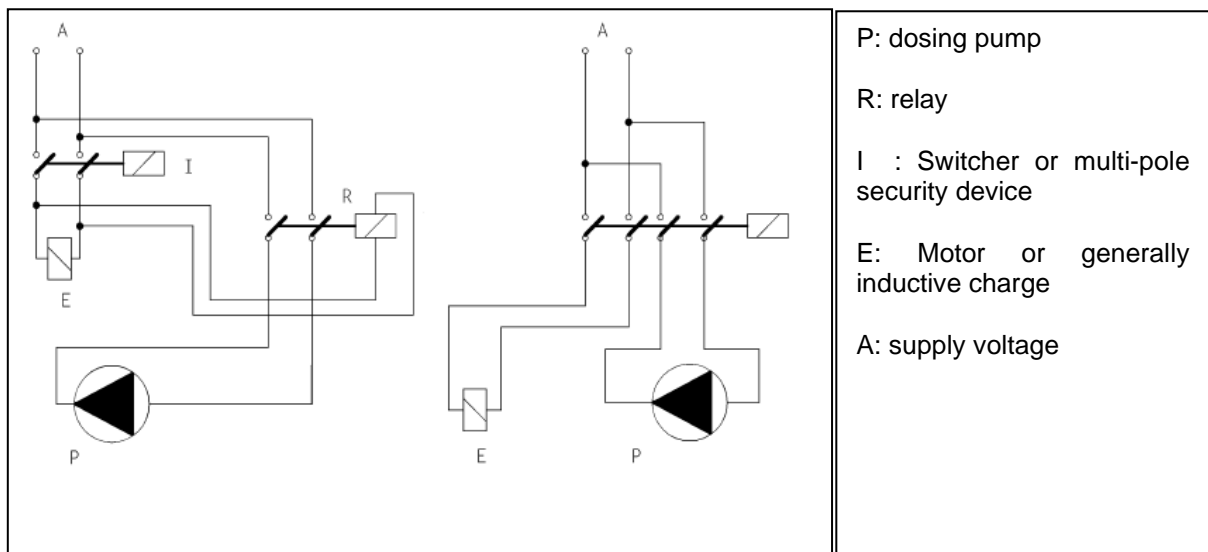 A
I
R
E
P
A
E
P
P: dosing pump
R: relay
I : Switcher or multi-pole
security device
E: Motor or generally
inductive charge
A: supply voltage